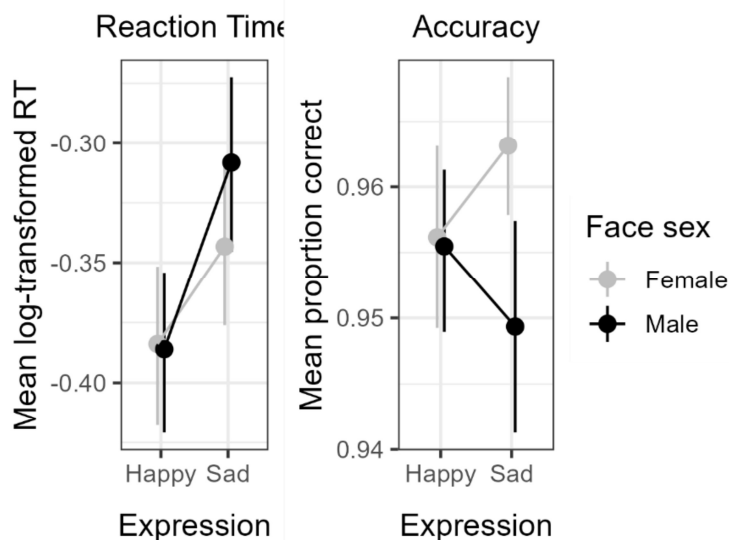 Reaction Time
Mean log-transformed RT
-0.30
-0.35
-0.40
Happy Sad
Expression
Accuracy
Mean proprtion correct
0.96
0.95
0.94
Happy Sad
Expression
Face sex
Female
Male